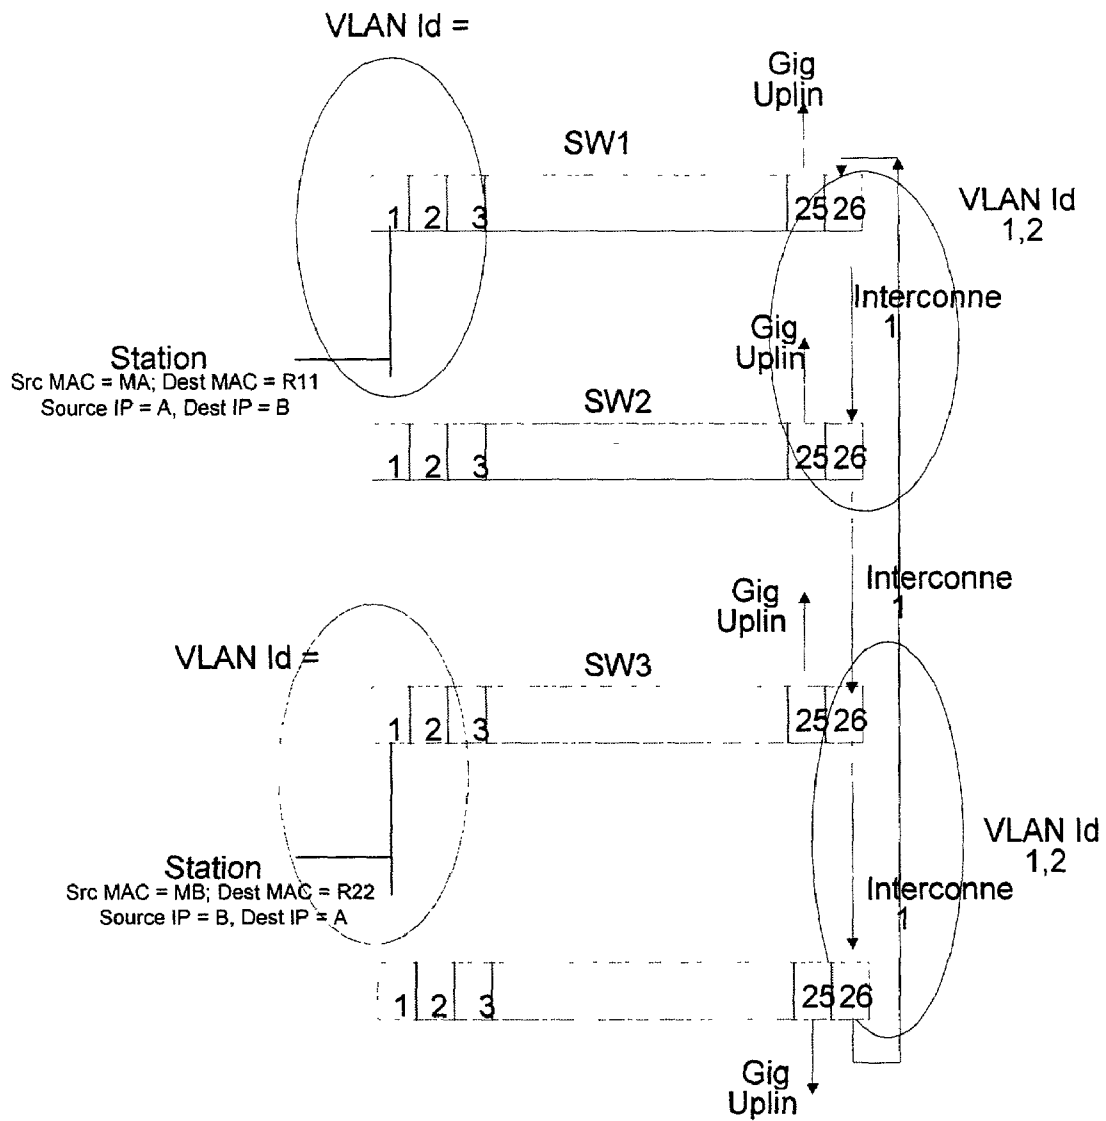 VLAN Id =
Gig
Uplin
SW1
1 2 3 25 26
VLAN Id
1,2
Interconne
1
Gig
Uplin
Station
Src MAC = MA; Dest MAC = R11
Source IP = A, Dest IP = B
SW2
1 2 3 25 26
Interconne
1
Gig
Uplin
VLAN Id =
SW3
1 2 3 25 26
VLAN Id
1,2
Station
Src MAC = MB; Dest MAC = R22
Source IP = B, Dest IP = A
Interconne
1
1 2 3 25 26
Gig
Uplin